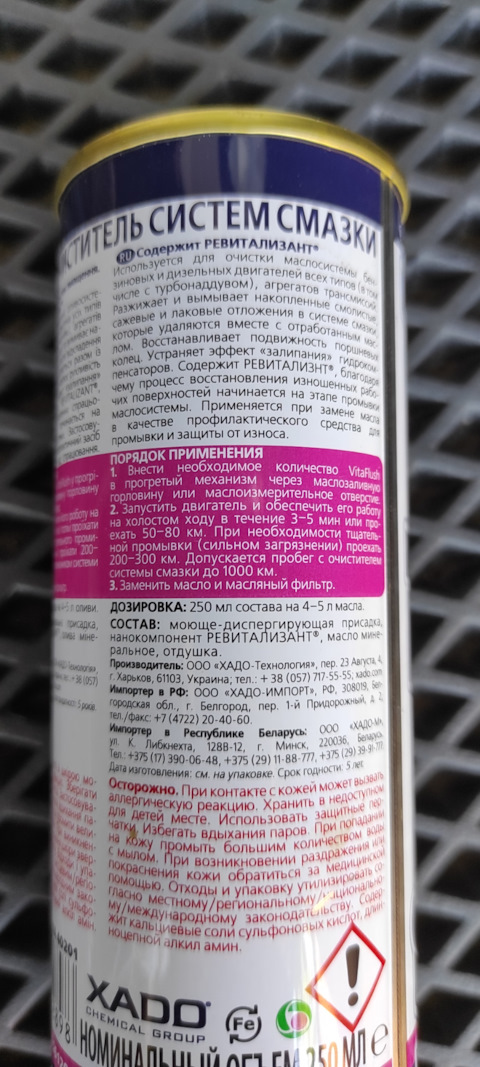 СТИТЕЛЬ СИСТЕМ СМАЗКИ
RU Содержит РЕВИТАЛИЗАНТ®
Используется для очистки маслосистемы бен-
зиновых и дизельных двигателей всех типов (в том
числе с турбонаддувом), агрегатов трансмиссий.
Разжижает и вымывает накопленные смолистые
сажевые и лаковые отложения в системе смазки,
которые удаляются вместе с отработанным мас-
лом. Восстанавливает подвижность поршневых
колец. Устраняет эффект «залипания» гидроком-
пенсаторов. Содержит РЕВИТАЛИЗНТ®, благодаря
чему процесс восстановления изношенных рабо-
чих поверхностей начинается на этапе промывки
маслосистемы. Применяется при замене масла
в качестве профилактического средства для
промывки и защиты от износа.
ПОРЯДОК ПРИМЕНЕНИЯ
1. Внести необходимое количество VitaFlush
в прогретый механизм через маслозаливную
горловину или маслоизмерительное отверстие.
2. Запустить двигатель и обеспечить его работу
на холостом ходу в течение 3–5 мин или про-
ехать 50–80 км. При необходимости тщатель-
ной промывки (сильном загрязнении) проехать
200–300 км. Допускается пробег с очистителем
системы смазки до 1000 км.
3. Заменить масло и масляный фильтр.
ДОЗИРОВКА: 250 мл состава на 4–5 л масла.
СОСТАВ: моюще-диспергирующая присадка,
нанокомпонент РЕВИТАЛИЗАНТ®, масло мине-
ральное, отдушка.
Производитель: ООО «ХАДО-Технология», пер. 23 Августа, 4,
г. Харьков, 61103, Украина; тел.: + 38 (057) 717-55-55; xado.com
Импортер в РФ: ООО «ХАДО-ИМПОРТ», РФ, 308019, Бел-
городская обл., г. Белгород, пер. 1-й Придорожный, д. 2,
тел./факс: +7 (4722) 20-40-60.
Импортер в Республике Беларусь: ООО «ХАДО-М»,
ул. К. Либкнехта, 128В-12, г. Минск, 220036, Беларусь.
Тел.: +375 (17) 390-06-48, +375 (29) 11-88-777, +375 (29) 39-91-777.
Дата изготовления: см. на упаковке. Срок годности: 5 лет.
Осторожно. При контакте с кожей может вызвать
аллергическую реакцию. Хранить в недоступном
для детей месте. Использовать защитные пер-
чатки. Избегать вдыхания паров. При попадании
на кожу промыть большим количеством воды
с мылом. При возникновении раздражения или
покраснения кожи обратиться за медицинской
помощью. Отходы и упаковку утилизировать со-
гласно местному/региональному/национально-
му/международному законодательству. Содер-
жит кальциевые соли сульфоновых кислот, длин-
ноцепной алкил амин.
XADO®
CHEMICAL GROUP
Fe
НОМИНАЛЬНЫЙ ОБЪЕМ 250 МЛ e